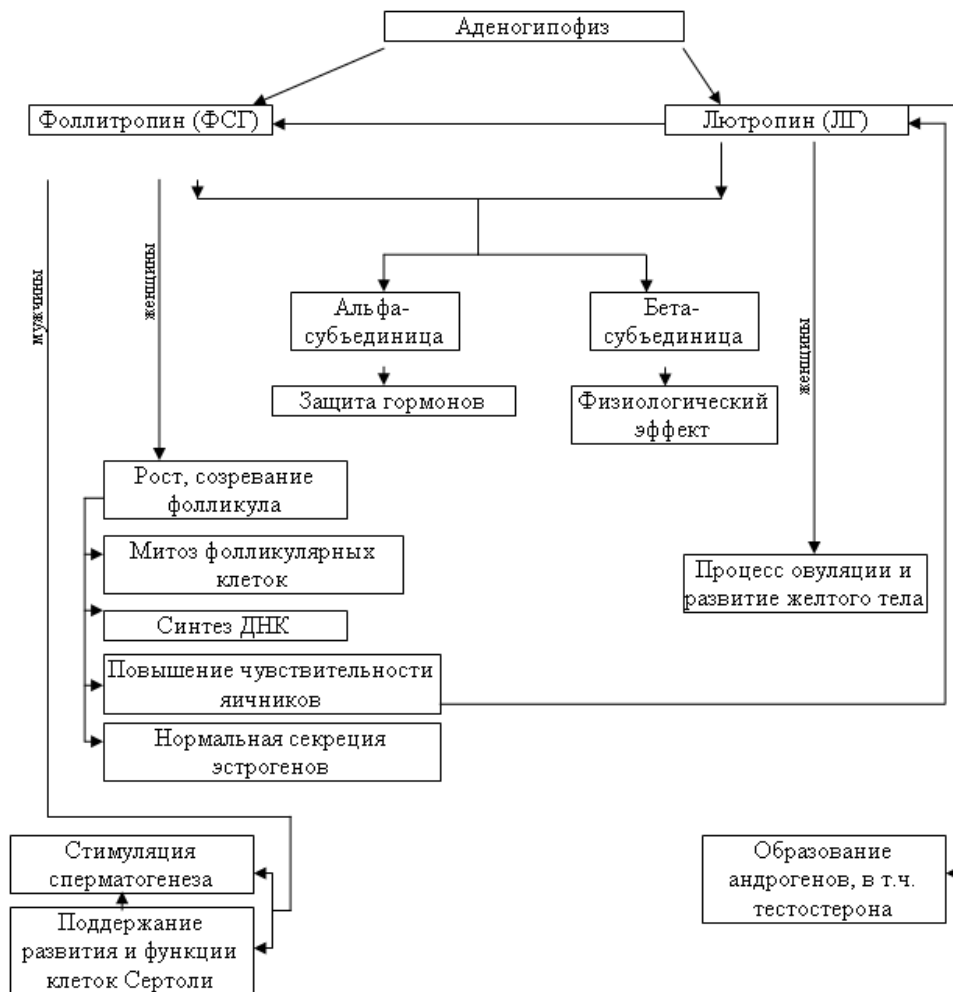 Аденогипофиз
Фоллитропин (ФСГ)
Лютропин (ЛГ)
мужчины
женщины
женщины
Альфа-
субъединица
Бета-
субъединица
Защита гормонов
Физиологический
эффект
Рост, созревание
фолликула
Митоз фолликулярных
клеток
Синтез ДНК
Повышение чувствительности
яичников
Нормальная секреция
эстрогенов
Процесс овуляции и
развитие желтого тела
Стимуляция
сперматогенеза
Поддержание
развития и функции
клеток Сертоли
Образование
андрогенов, в т.ч.
тестостерона